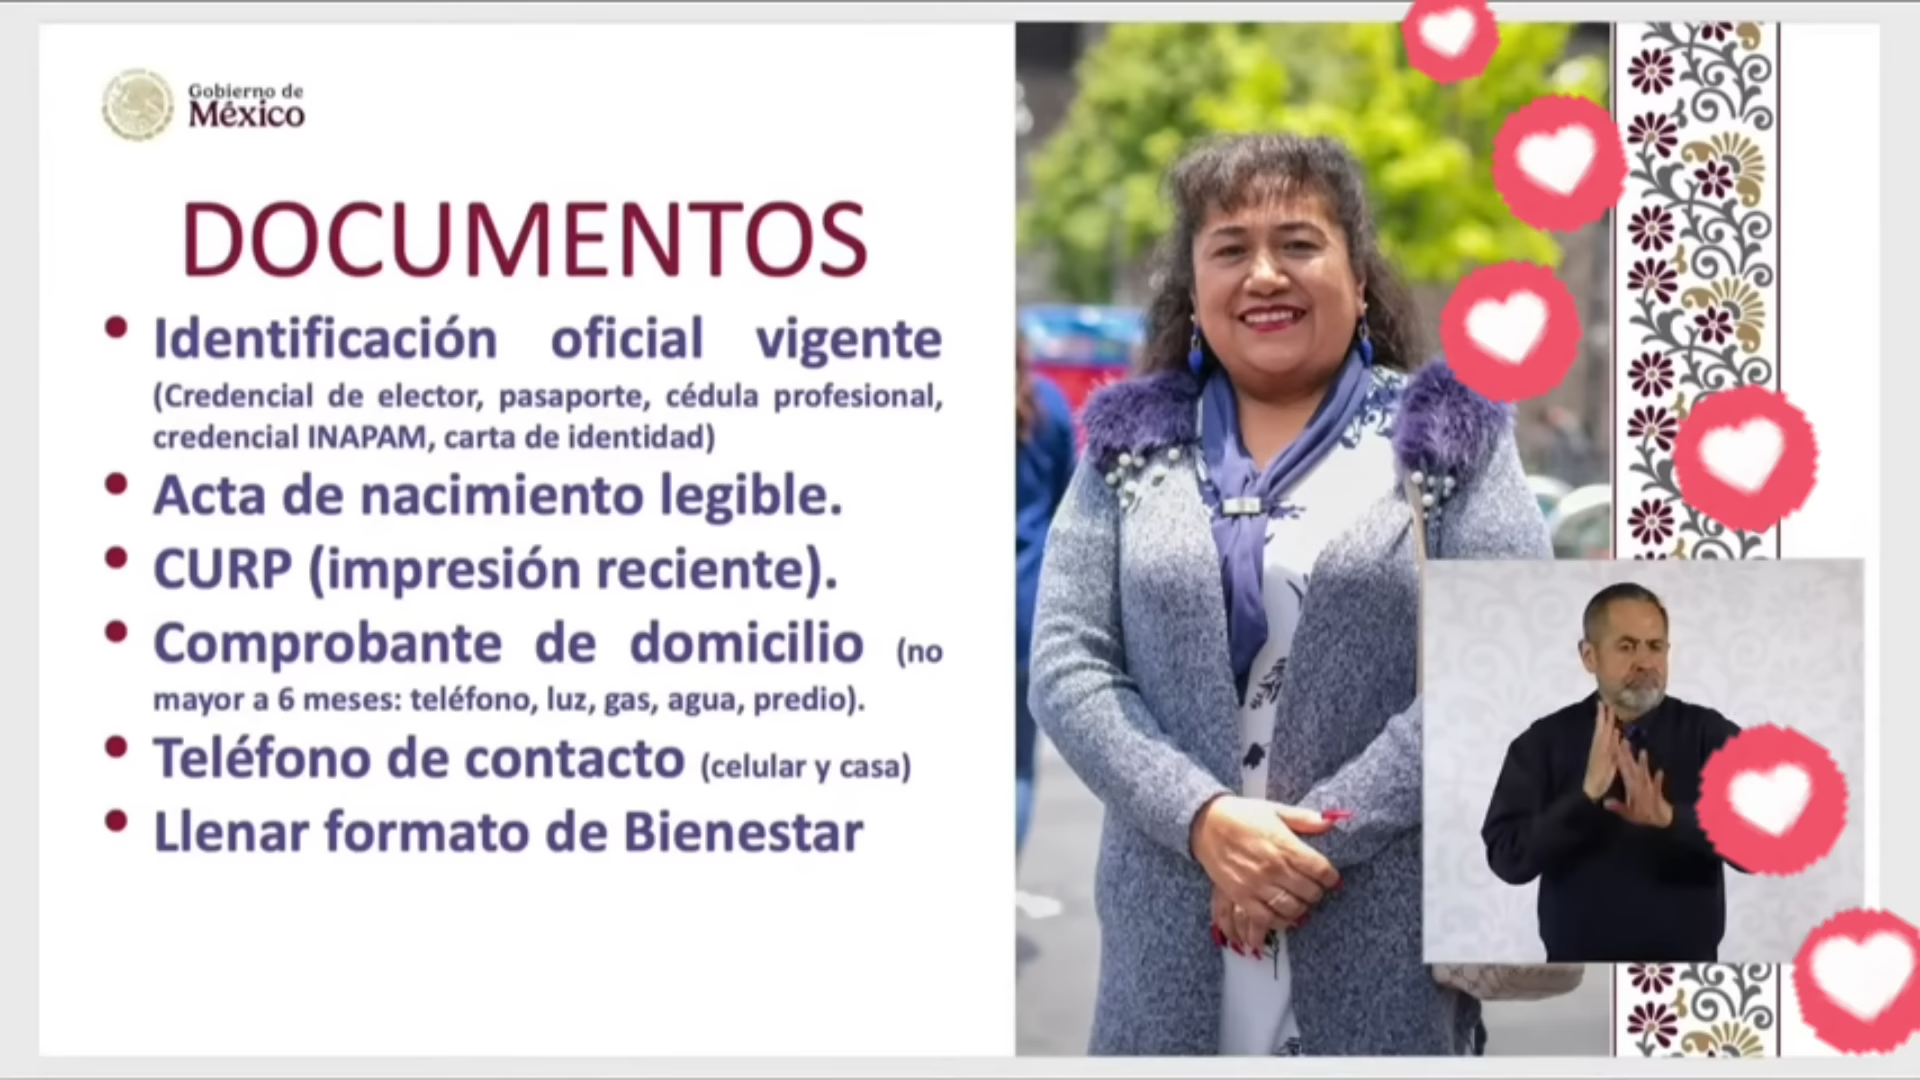 Gobierno de
México
DOCUMENTOS
• Identificación oficial vigente
(Credencial de elector, pasaporte, cédula profesional,
credencial INAPAM, carta de identidad)
• Acta de nacimiento legible.
• CURP (impresión reciente).
• Comprobante de domicilio (no
mayor a 6 meses: teléfono, luz, gas, agua, predio).
• Teléfono de contacto (celular y casa)
• Llenar formato de Bienestar